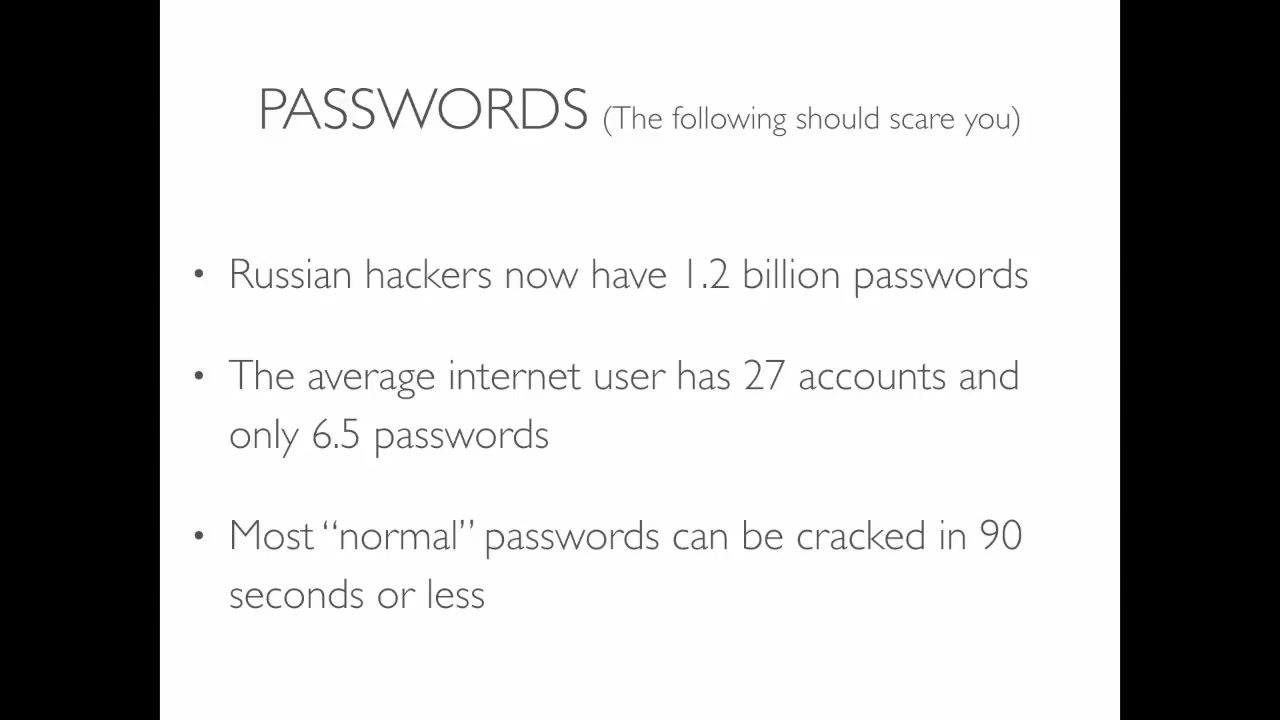 PASSWORDS (The following should scare you)
• Russian hackers now have 1.2 billion passwords
• The average internet user has 27 accounts and
only 6.5 passwords
• Most “normal” passwords can be cracked in 90
seconds or less